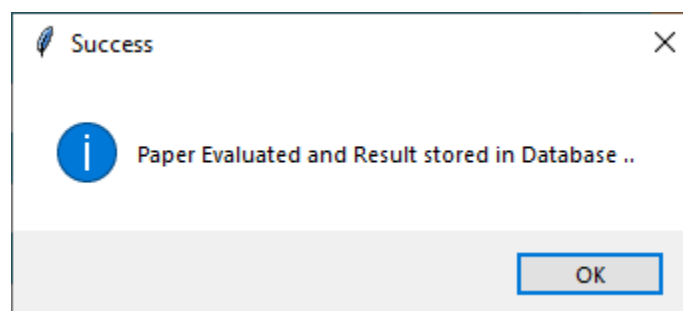 Success
Paper Evaluated and Result stored in Database ..
OK